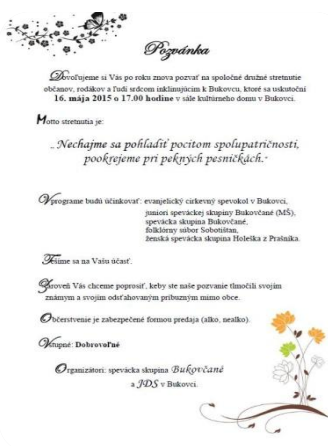 Pozvánka
Dovoľujeme si Vás po roku znova pozvať na spoločné družné stretnutie
občanov, rodákov a ľudí srdcom inklinujúcim k Bukovcu, ktoré sa uskutoční
16. mája 2015 o 17.00 hodine v sále kultúrneho domu v Bukovci.
Motto stretnutia je:
„Nechajme sa pohladiť pocitom spolupatričnosti,
pookrejeme pri pekných pesničkách.“
V programe budú účinkovať: evanjelický cirkevný spevokol v Bukovci,
juniori speváckej skupiny Bukovčané (MŠ),
spevácka skupina Bukovčané,
folklórny súbor Sobotišťan,
ženská spevácka skupina Holeška z Prašníka.
Tešíme sa na Vašu účasť.
Zároveň Vás chceme poprosiť, keby ste naše pozvanie tlmočili svojim
známym a svojim odsťahovaným príbuzným mimo obce.
Občerstvenie je zabezpečené formou predaja (alko, nealko).
Vstupné: Dobrovoľné
Organizátori: spevácka skupina Bukovčané
a JDS v Bukovci.